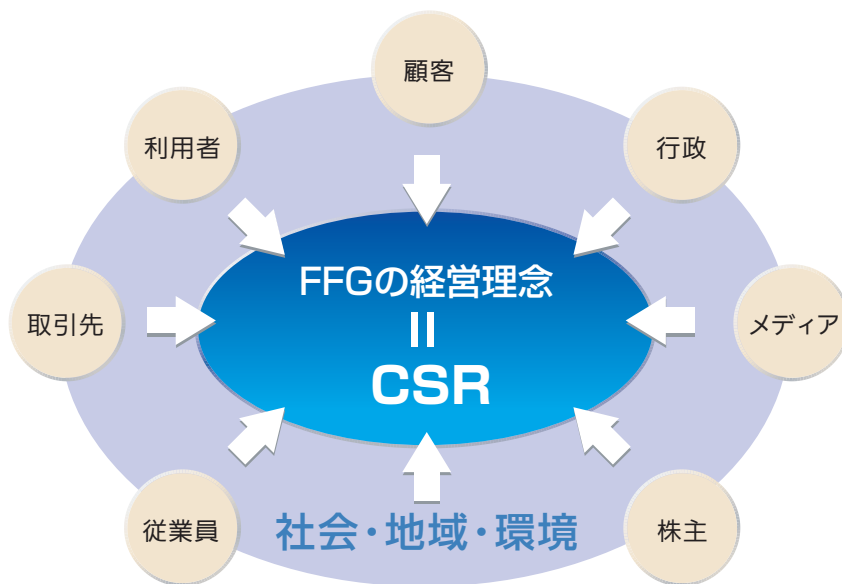 顧客
利用者
行政
取引先
FFGの経営理念
=
CSR
メディア
従業員
社会・地域・環境
株主